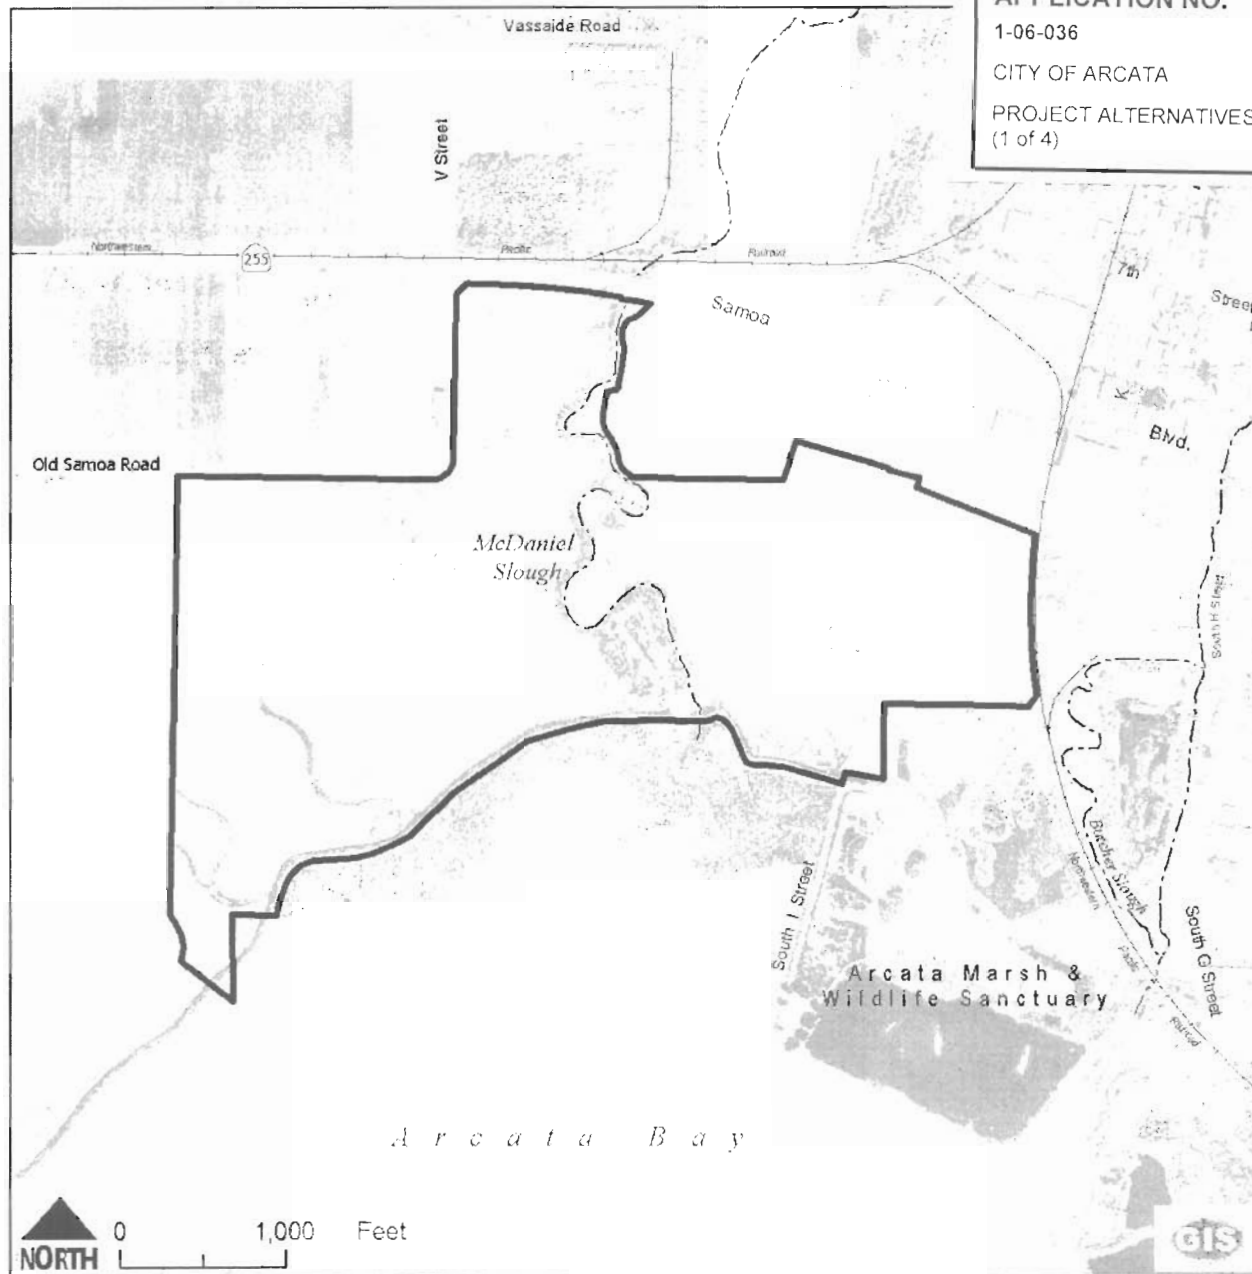 APPLICATION NO.
1-06-036
CITY OF ARCATA
PROJECT ALTERNATIVES
(1 of 4)
Vassaide Road
V Street
Northwestern
255
Pacific
Railroad
7th
Street
Samoa
K
Blvd.
Old Samoa Road
McDaniel
Slough
South H Street
Butcher Slough
Northwestern
Pacific
Railroad
South I Street
South G Street
Arcata Marsh &
Wildlife Sanctuary
Arcata Bay
0
1,000
Feet
NORTH
GIS